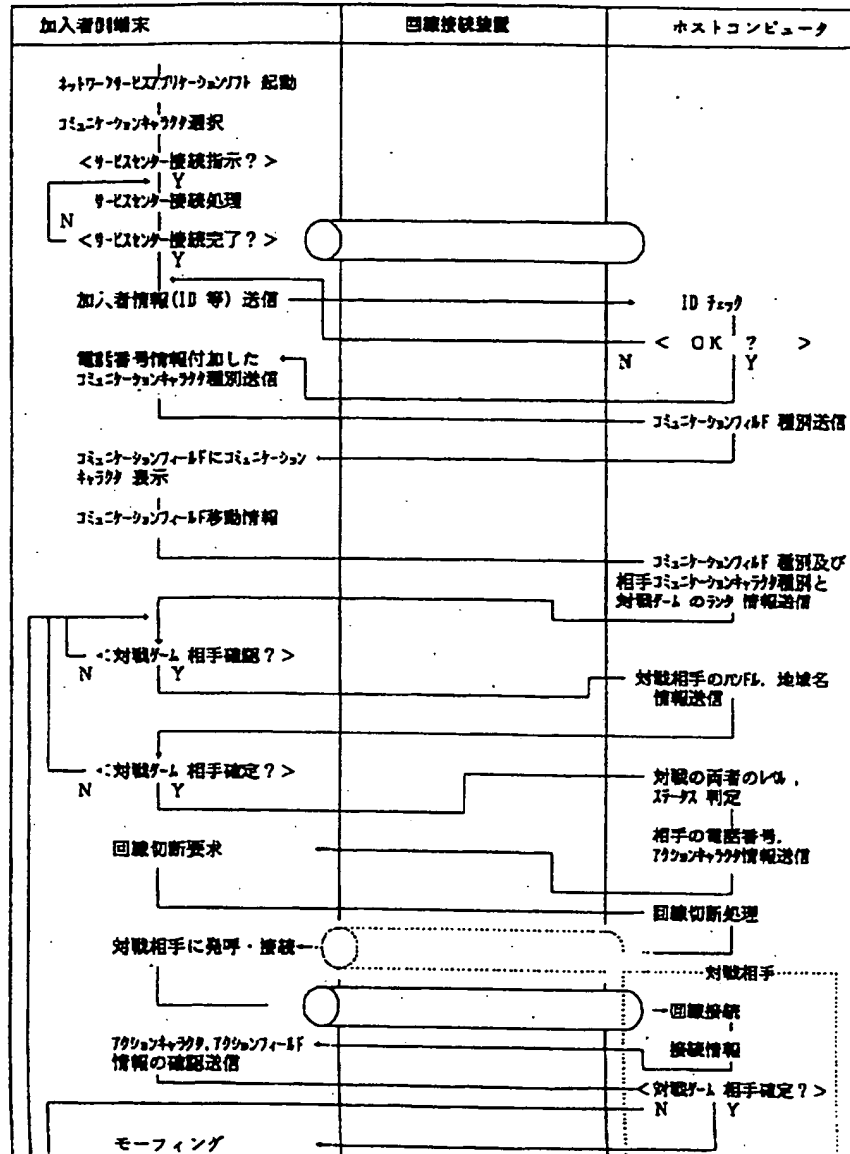 加入者側端末
回線接続装置
ホストコンピュータ
ネットワークサービスアプリケーションソフト 起動
コミュニケーションキャラクタ選択
<サービスセンター接続指示?>
Y
サービスセンター接続処理
N
<サービスセンター接続完了?>
Y
加入者情報(ID 等) 送信
ID チェック
< OK ? >
N
Y
電話番号情報付加した
コミュニケーションキャラクタ種別送信
コミュニケーションフィルド 種別送信
コミュニケーションフィールドにコミュニケーション
キャラクタ 表示
コミュニケーションフィールド移動情報
コミュニケーションフィルド 種別及び
相手コミュニケーションキャラクタ種別と
対戦ゲーム のランク 情報送信
<対戦ゲーム 相手確認?>
N
Y
対戦相手のハンドル, 地域名
情報送信
<対戦ゲーム 相手確定?>
N
Y
対戦の両者のレベル,
ステータス 判定
相手の電話番号,
アクションキャラクタ情報送信
回線切断要求
回線切断処理
対戦相手に発呼・接続
対戦相手
回線接続
接続情報
アクションキャラクタ,アクションフィールド
情報の確認送信
<対戦ゲーム 相手確定?>
N
Y
モーフィング